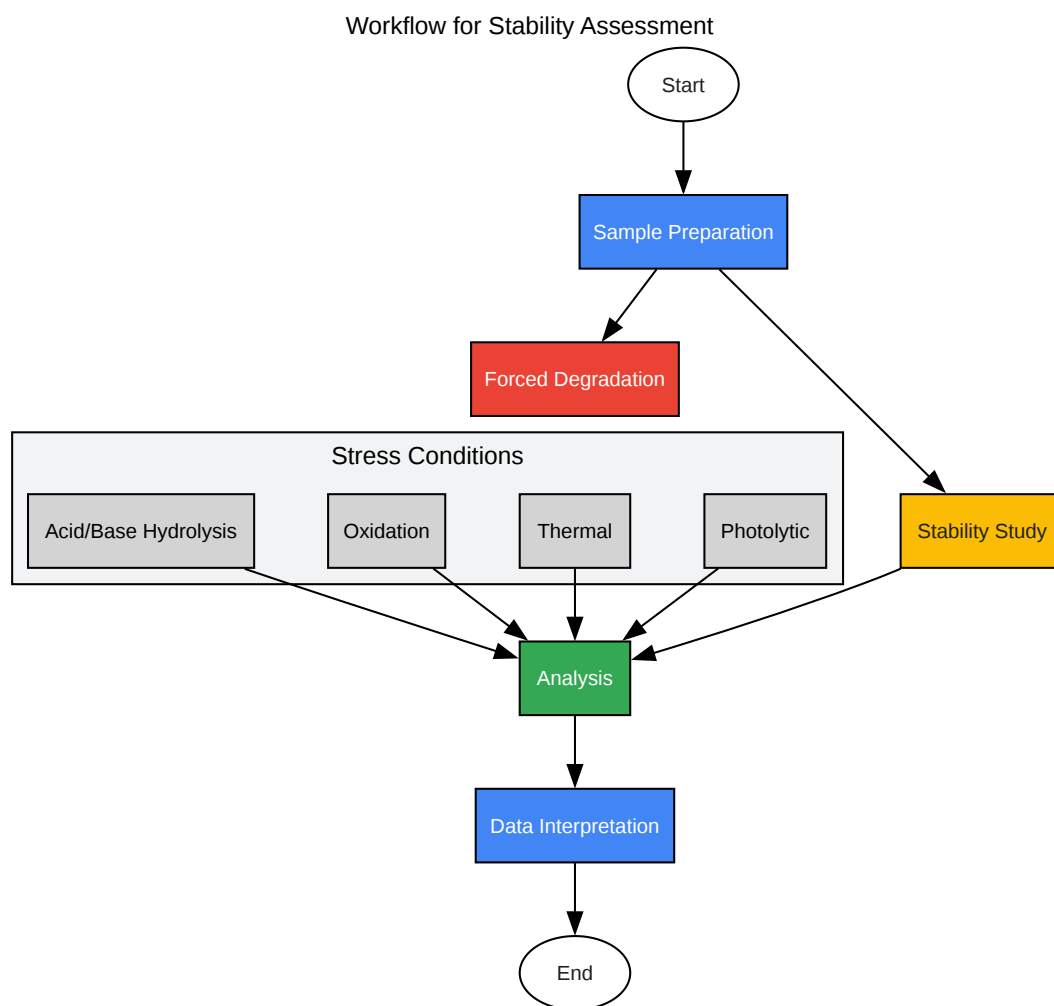 Workflow for Stability Assessment
Start
Sample Preparation
Forced Degradation
Stress Conditions
Acid/Base Hydrolysis
Oxidation
Thermal
Photolytic
Stability Study
Analysis
Data Interpretation
End